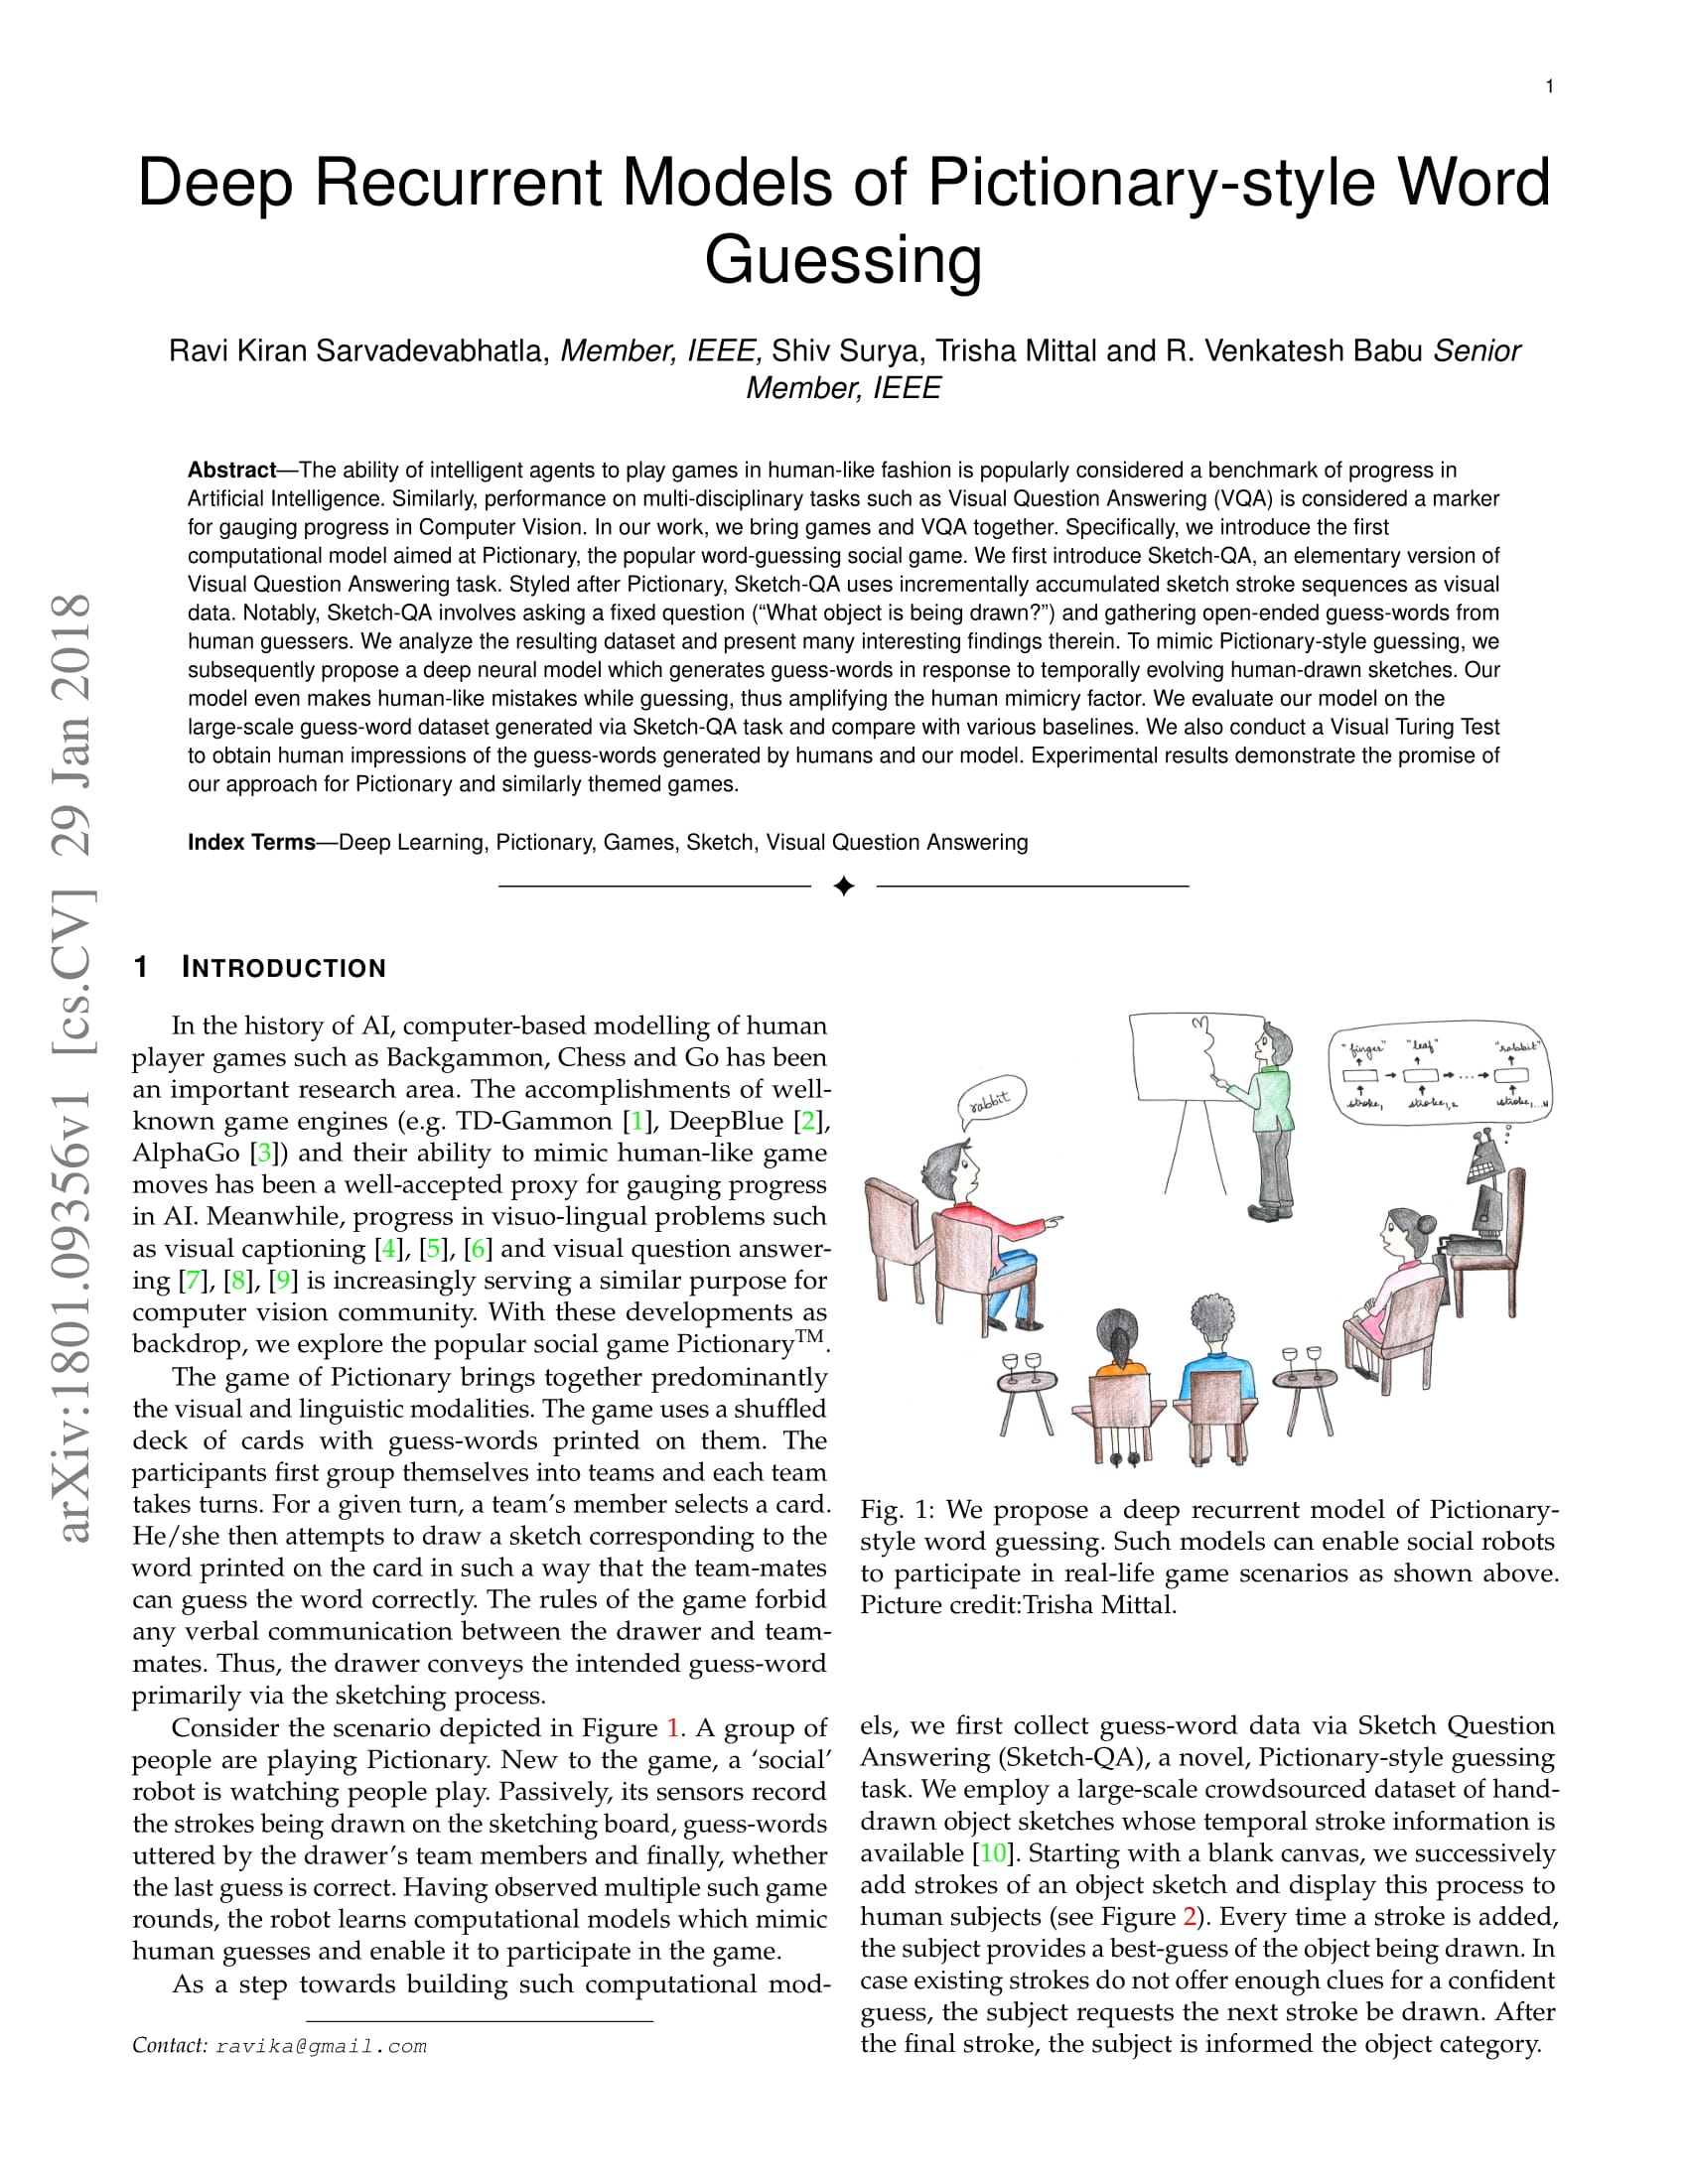 1
Deep Recurrent Models of Pictionary-style Word
Guessing
Ravi Kiran Sarvadevabhatla, Member, IEEE, Shiv Surya, Trisha Mittal and R. Venkatesh Babu Senior
Member, IEEE
Abstract—The ability of intelligent agents to play games in human-like fashion is popularly considered a benchmark of progress in
Artificial Intelligence. Similarly, performance on multi-disciplinary tasks such as Visual Question Answering (VQA) is considered a marker
for gauging progress in Computer Vision. In our work, we bring games and VQA together. Specifically, we introduce the first
computational model aimed at Pictionary, the popular word-guessing social game. We first introduce Sketch-QA, an elementary version of
Visual Question Answering task. Styled after Pictionary, Sketch-QA uses incrementally accumulated sketch stroke sequences as visual
data. Notably, Sketch-QA involves asking a fixed question (“What object is being drawn?”) and gathering open-ended guess-words from
human guessers. We analyze the resulting dataset and present many interesting findings therein. To mimic Pictionary-style guessing, we
subsequently propose a deep neural model which generates guess-words in response to temporally evolving human-drawn sketches. Our
model even makes human-like mistakes while guessing, thus amplifying the human mimicry factor. We evaluate our model on the
large-scale guess-word dataset generated via Sketch-QA task and compare with various baselines. We also conduct a Visual Turing Test
to obtain human impressions of the guess-words generated by humans and our model. Experimental results demonstrate the promise of
our approach for Pictionary and similarly themed games.
Index Terms—Deep Learning, Pictionary, Games, Sketch, Visual Question Answering
arXiv:1801.09356v1 [cs.CV] 29 Jan 2018
1 INTRODUCTION
In the history of AI, computer-based modelling of human
player games such as Backgammon, Chess and Go has been
an important research area. The accomplishments of well-
known game engines (e.g. TD-Gammon [1], DeepBlue [2],
AlphaGo [3]) and their ability to mimic human-like game
moves has been a well-accepted proxy for gauging progress
in AI. Meanwhile, progress in visuo-lingual problems such
as visual captioning [4], [5], [6] and visual question answer-
ing [7], [8], [9] is increasingly serving a similar purpose for
computer vision community. With these developments as
backdrop, we explore the popular social game Pictionary™.
The game of Pictionary brings together predominantly
the visual and linguistic modalities. The game uses a shuffled
deck of cards with guess-words printed on them. The
participants first group themselves into teams and each team
takes turns. For a given turn, a team’s member selects a card.
He/she then attempts to draw a sketch corresponding to the
word printed on the card in such a way that the team-mates
can guess the word correctly. The rules of the game forbid
any verbal communication between the drawer and team-
mates. Thus, the drawer conveys the intended guess-word
primarily via the sketching process.
Consider the scenario depicted in Figure 1. A group of
people are playing Pictionary. New to the game, a ‘social’
robot is watching people play. Passively, its sensors record
the strokes being drawn on the sketching board, guess-words
uttered by the drawer’s team members and finally, whether
the last guess is correct. Having observed multiple such game
rounds, the robot learns computational models which mimic
human guesses and enable it to participate in the game.
As a step towards building such computational mod-
Contact: ravika@gmail.com
rabbit
"finger" "leaf" "rabbit"
stroke1 stroke1,2 stroke1,...N
Fig. 1: We propose a deep recurrent model of Pictionary-
style word guessing. Such models can enable social robots
to participate in real-life game scenarios as shown above.
Picture credit:Trisha Mittal.
els, we first collect guess-word data via Sketch Question
Answering (Sketch-QA), a novel, Pictionary-style guessing
task. We employ a large-scale crowdsourced dataset of hand-
drawn object sketches whose temporal stroke information is
available [10]. Starting with a blank canvas, we successively
add strokes of an object sketch and display this process to
human subjects (see Figure 2). Every time a stroke is added,
the subject provides a best-guess of the object being drawn. In
case existing strokes do not offer enough clues for a confident
guess, the subject requests the next stroke be drawn. After
the final stroke, the subject is informed the object category.